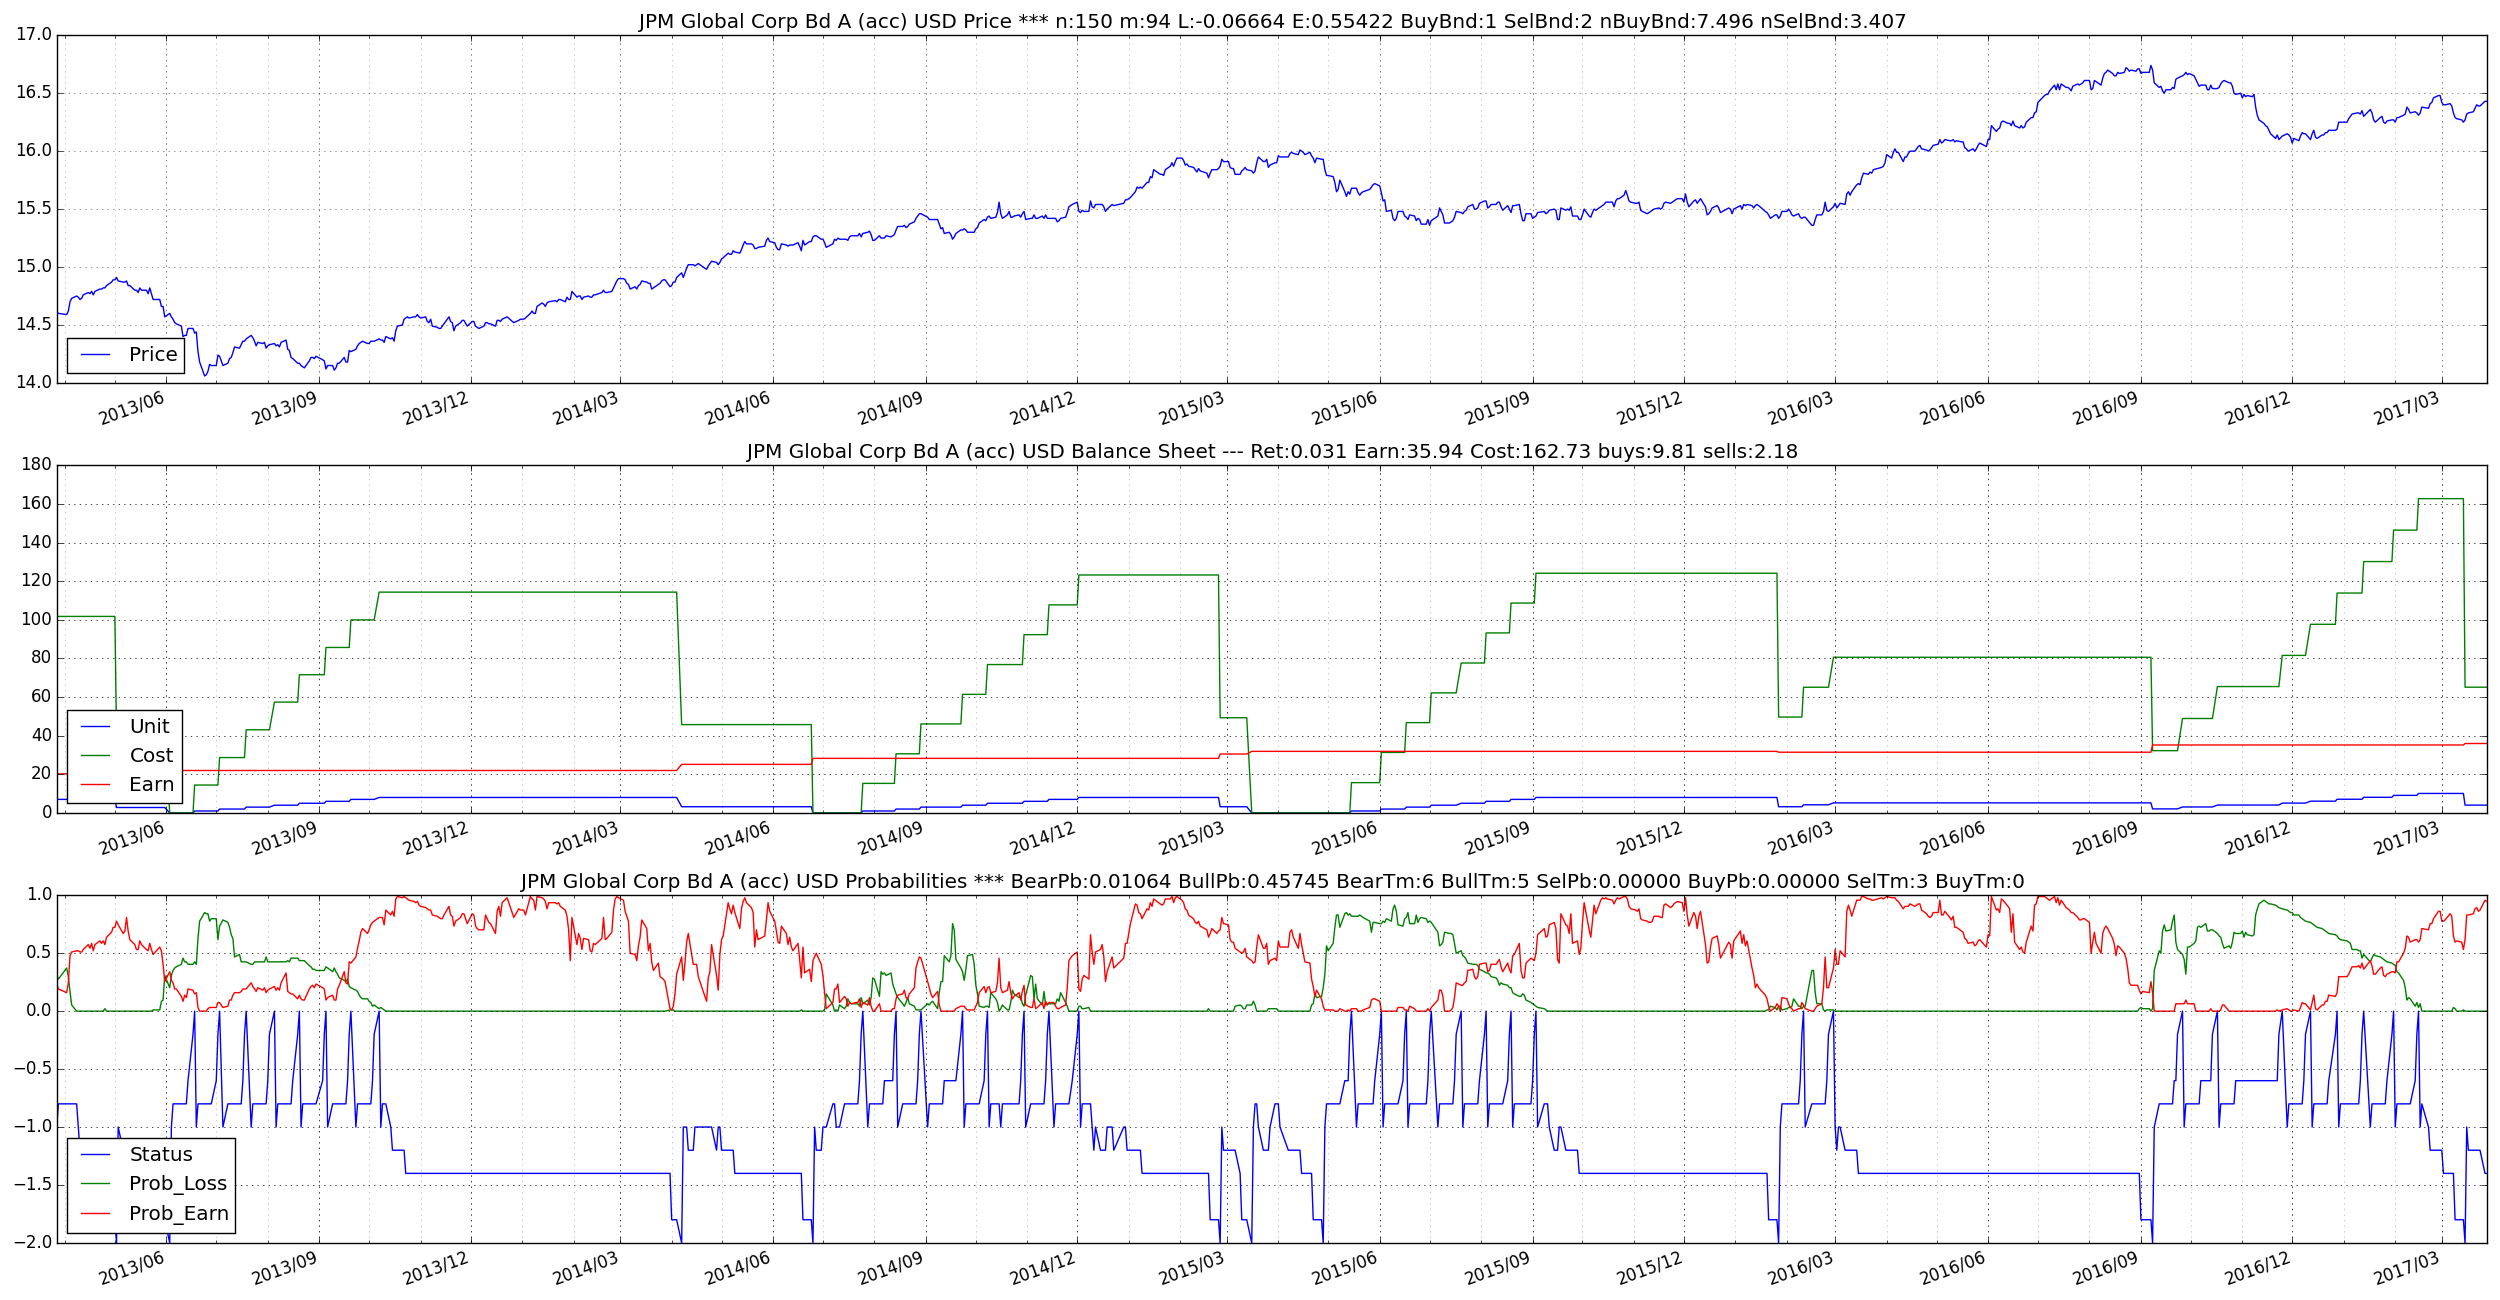 JPM Global Corp Bd A (acc) USD Price *** n:150 m:94 L:-0.06664 E:0.55422 BuyBnd:1 SelBnd:2 nBuyBnd:7.496 nSelBnd:3.407
17.0
16.5
16.0
15.5
15.0
14.5
14.0
Price
2013/06 2013/09 2013/12 2014/03 2014/06 2014/09 2014/12 2015/03 2015/06 2015/09 2015/12 2016/03 2016/06 2016/09 2016/12 2017/03
JPM Global Corp Bd A (acc) USD Balance Sheet --- Ret:0.031 Earn:35.94 Cost:162.73 buys:9.81 sells:2.18
180
160
140
120
100
80
60
40
20
0
Unit
Cost
Earn
2013/06 2013/09 2013/12 2014/03 2014/06 2014/09 2014/12 2015/03 2015/06 2015/09 2015/12 2016/03 2016/06 2016/09 2016/12 2017/03
JPM Global Corp Bd A (acc) USD Probabilities *** BearPb:0.01064 BullPb:0.45745 BearTm:6 BullTm:5 SelPb:0.00000 BuyPb:0.00000 SelTm:3 BuyTm:0
1.0
0.5
0.0
−0.5
−1.0
−1.5
−2.0
Status
Prob_Loss
Prob_Earn
2013/06 2013/09 2013/12 2014/03 2014/06 2014/09 2014/12 2015/03 2015/06 2015/09 2015/12 2016/03 2016/06 2016/09 2016/12 2017/03